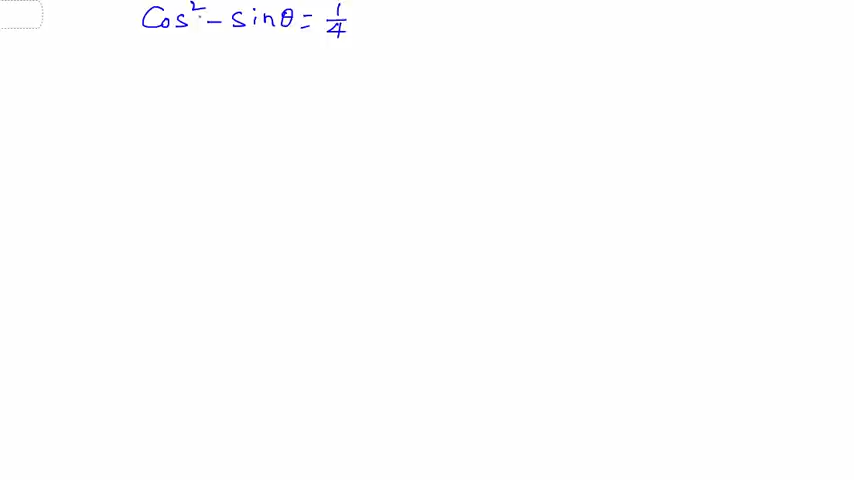 Cos² - sinθ = 1/4